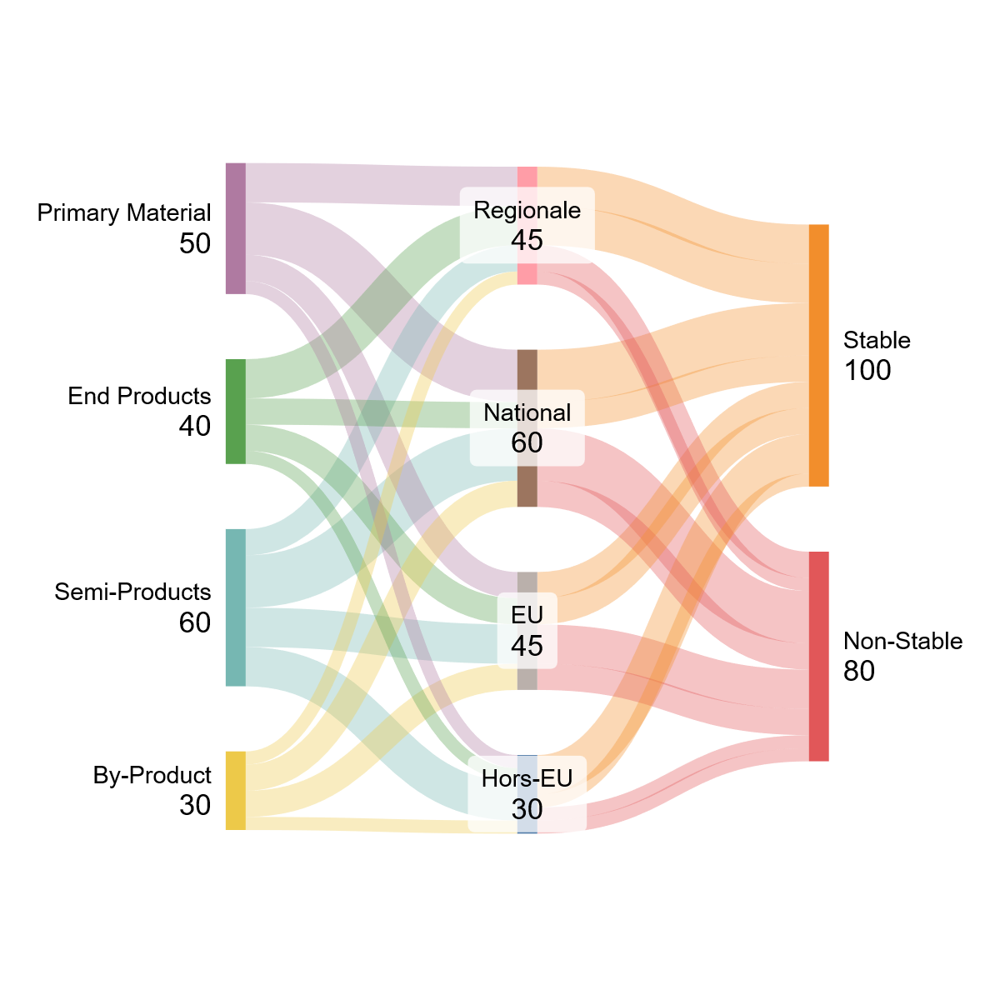 Primary Material
50
End Products
40
Semi-Products
60
By-Product
30
Regionale
45
National
60
EU
45
Hors-EU
30
Stable
100
Non-Stable
80